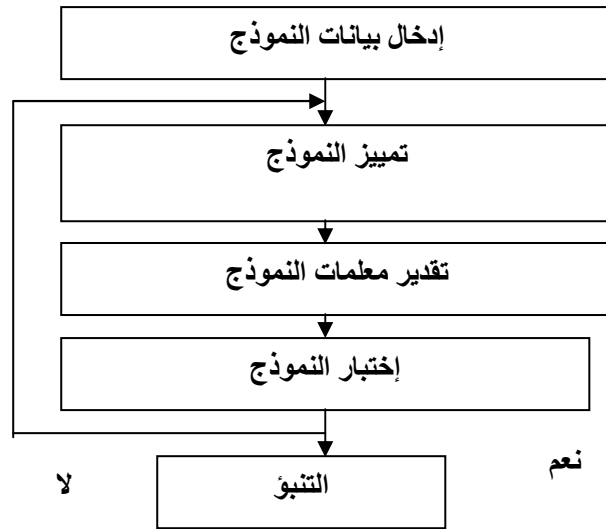 إدخال بيانات النموذج
تمييز النموذج
تقدير معلمات النموذج
إختبار النموذج
نعم
التنبؤ
لا